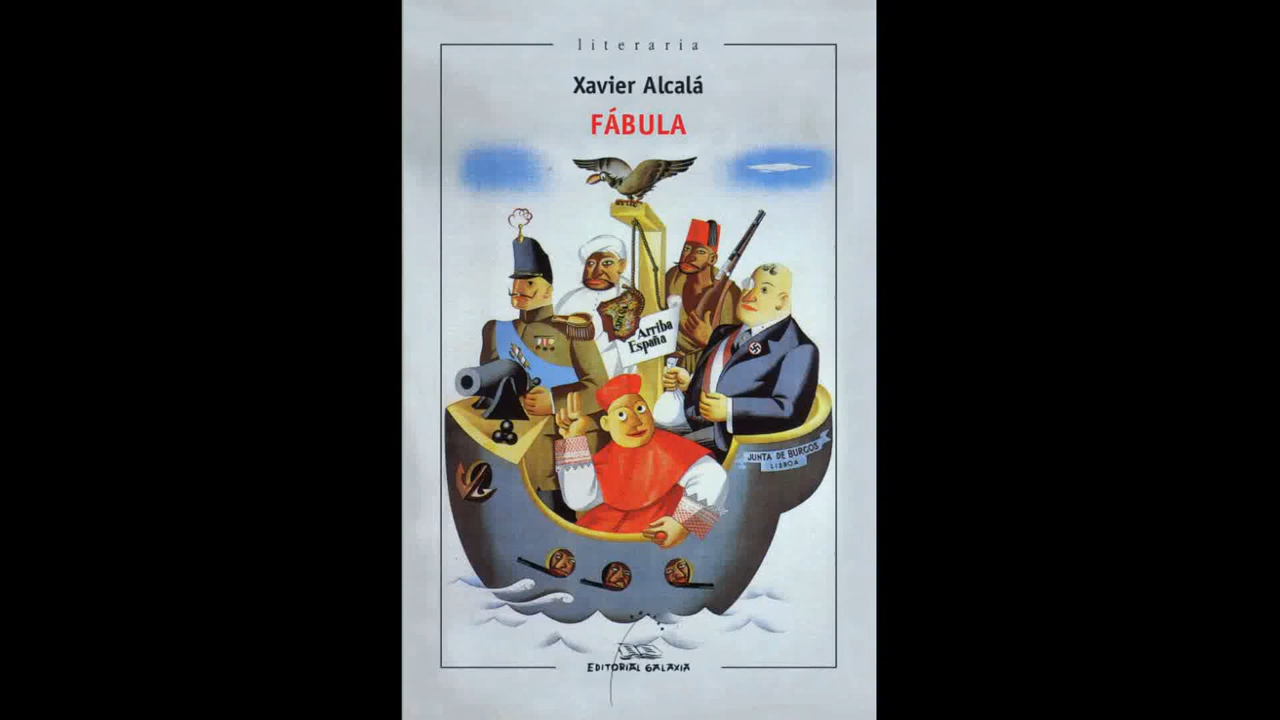 literaria
Xavier Alcalá
FÁBULA
Arriba
España
JUNTA DE BURGOS
LISBOA
EDITORIAL GALAXIA